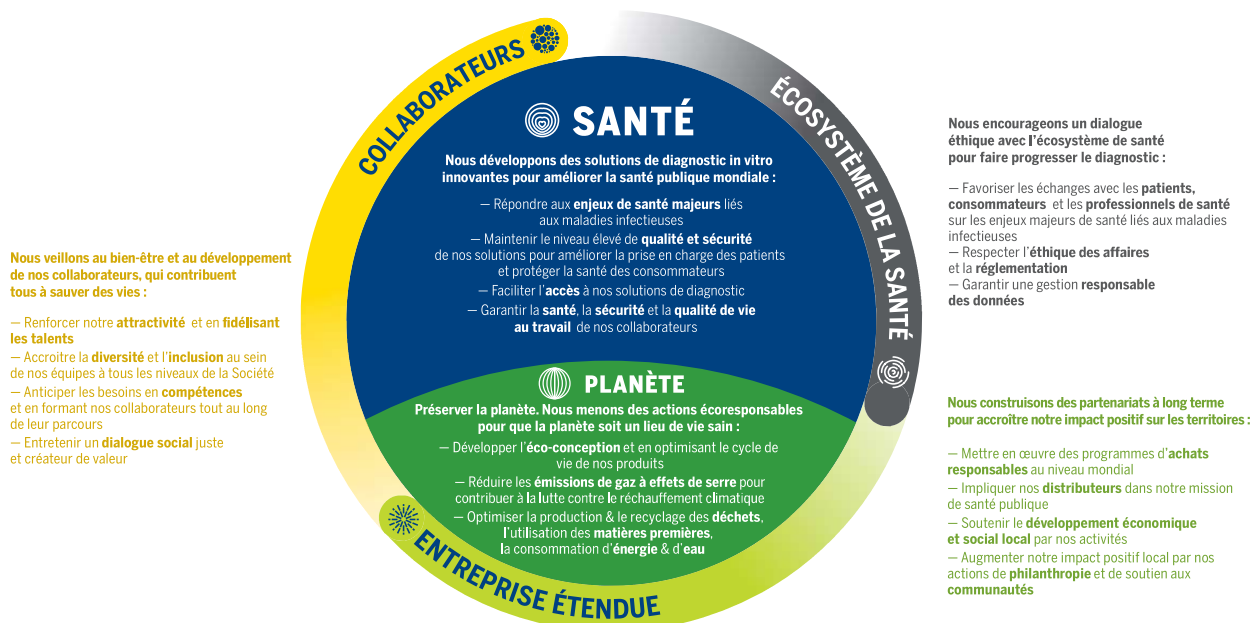 COLLABORATEURS
ÉCOSYSTÈME DE LA SANTÉ
ENTREPRISE ÉTENDUE
SANTÉ
Nous développons des solutions de diagnostic in vitro
innovantes pour améliorer la santé publique mondiale :
— Répondre aux enjeux de santé majeurs liés
aux maladies infectieuses
— Maintenir le niveau élevé de qualité et sécurité
de nos solutions pour améliorer la prise en charge des patients
et protéger la santé des consommateurs
— Faciliter l'accès à nos solutions de diagnostic
— Garantir la santé, la sécurité et la qualité de vie
au travail de nos collaborateurs
PLANÈTE
Préserver la planète. Nous menons des actions écoresponsables
pour que la planète soit un lieu de vie sain :
— Développer l'éco-conception et en optimisant le cycle de
vie de nos produits
— Réduire les émissions de gaz à effets de serre pour
contribuer à la lutte contre le réchauffement climatique
— Optimiser la production & le recyclage des déchets,
l'utilisation des matières premières,
la consommation d'énergie & d'eau
Nous veillons au bien-être et au développement
de nos collaborateurs, qui contribuent
tous à sauver des vies :
— Renforcer notre attractivité et en fidélisant
les talents
— Accroitre la diversité et l'inclusion au sein
de nos équipes à tous les niveaux de la Société
— Anticiper les besoins en compétences
et en formant nos collaborateurs tout au long
de leur parcours
— Entretenir un dialogue social juste
et créateur de valeur
Nous encourageons un dialogue
éthique avec l'écosystème de santé
pour faire progresser le diagnostic :
— Favoriser les échanges avec les patients,
consommateurs et les professionnels de santé
sur les enjeux majeurs de santé liés aux maladies
infectieuses
— Respecter l'éthique des affaires
et la réglementation
— Garantir une gestion responsable
des données
Nous construisons des partenariats à long terme
pour accroître notre impact positif sur les territoires :
— Mettre en œuvre des programmes d'achats
responsables au niveau mondial
— Impliquer nos distributeurs dans notre mission
de santé publique
— Soutenir le développement économique
et social local par nos activités
— Augmenter notre impact positif local par nos
actions de philanthropie et de soutien aux
communautés